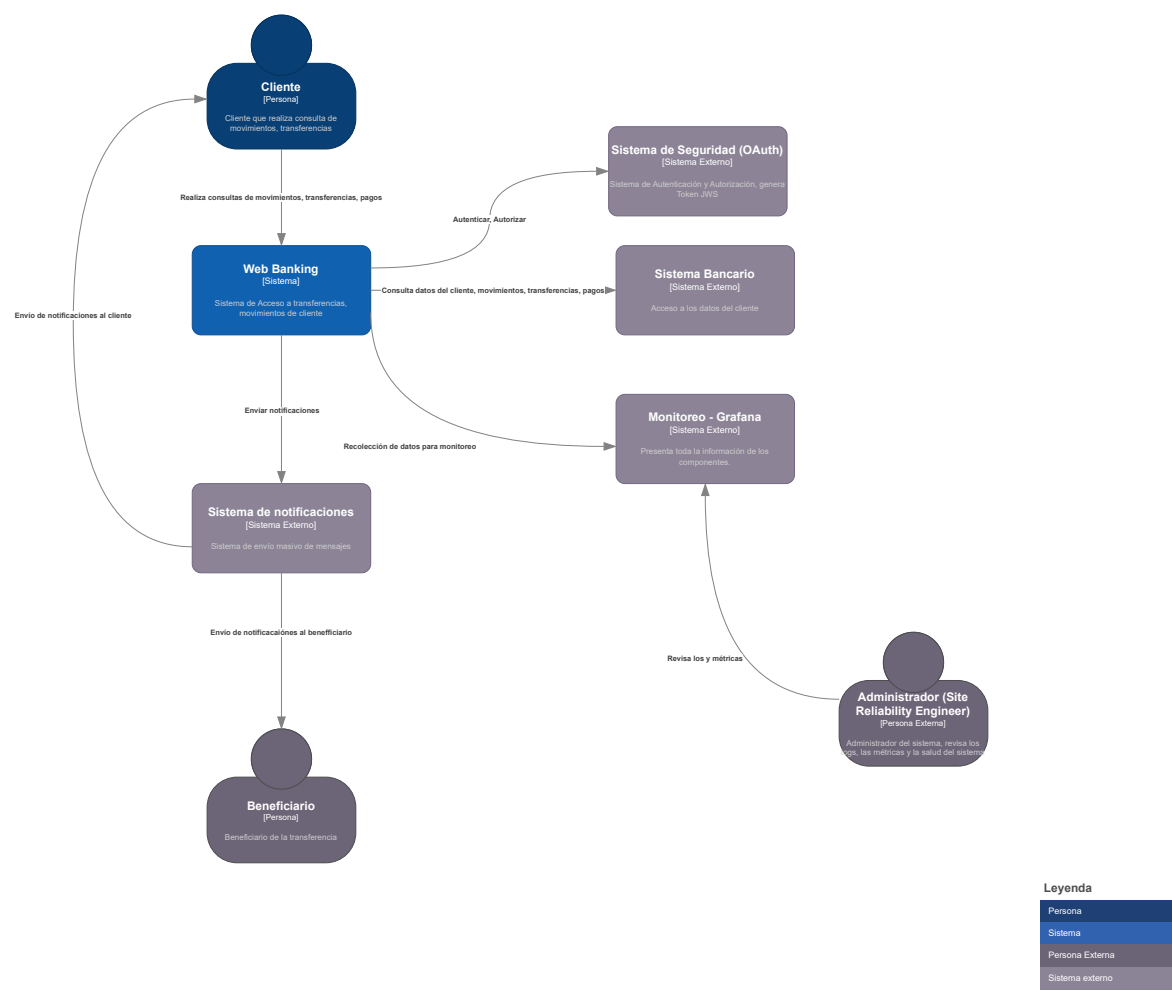 Cliente
[Persona]
Cliente que realiza consulta de
movimientos, transferencias
Sistema de Seguridad (OAuth)
[Sistema Externo]
Sistema de Autenticación y Autorización, genera
Token JWS
Realiza consultas de movimientos, transferencias, pagos
Autenticar, Autorizar
Web Banking
[Sistema]
Sistema de Acceso a transferencias,
movimientos de cliente
Consulta datos del cliente, movimientos, transferencias, pagos
Sistema Bancario
[Sistema Externo]
Acceso a los datos del cliente
Envío de notificaciones al cliente
Enviar notificaciones
Recolección de datos para monitoreo
Monitoreo - Grafana
[Sistema Externo]
Presenta toda la información de los
componentes.
Sistema de notificaciones
[Sistema Externo]
Sistema de envío masivo de mensajes
Envío de notificacaiónes al benefficiario
Revisa los y métricas
Administrador (Site
Reliability Engineer)
[Persona Externa]
Administrador del sistema, revisa los
logs, las métricas y la salud del sistema
Beneficiario
[Persona]
Beneficiario de la transferencia
Leyenda
Persona
Sistema
Persona Externa
Sistema externo